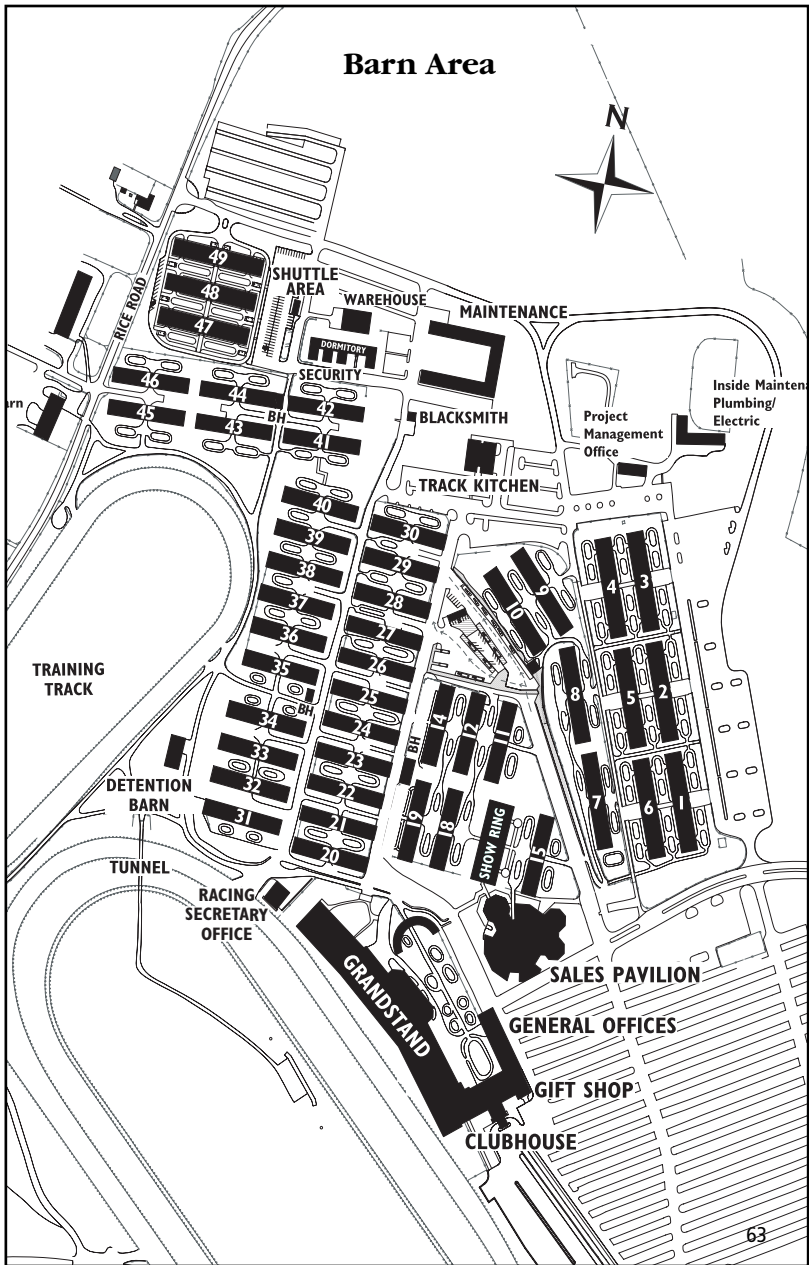 Barn Area
N
49
48
47
RICE ROAD
SHUTTLE
AREA
WAREHOUSE
MAINTENANCE
DORMITORY
SECURITY
46
44
42
45
43
BH
41
BLACKSMITH
Inside Maintena
Plumbing/
Electric
Project
Management
Office
arn
TRACK KITCHEN
40
39
38
37
36
35
34
33
32
31
30
29
28
27
26
25
24
23
22
21
20
BH
BH
10
9
4
3
8
5
2
7
6
1
14
12
11
19
18
SHOW RING
15
TRAINING
TRACK
DETENTION
BARN
TUNNEL
RACING
SECRETARY
OFFICE
GRANDSTAND
SALES PAVILION
GENERAL OFFICES
GIFT SHOP
CLUBHOUSE
63